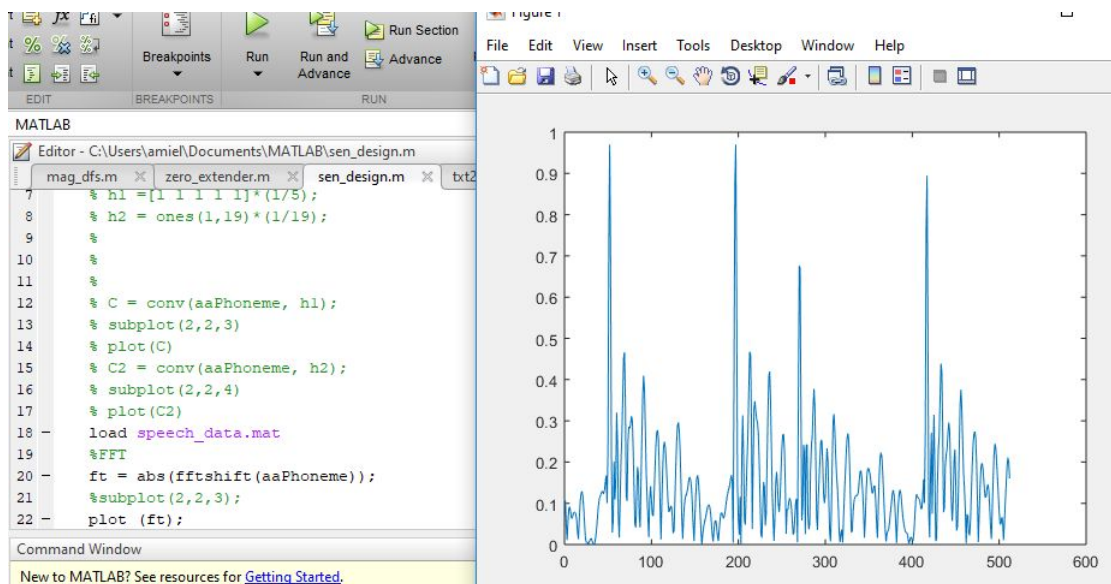 Run Section
Breakpoints
Run
Run and
Advance
Advance
EDIT
BREAKPOINTS
RUN
MATLAB
Editor - C:\Users\amiel\Documents\MATLAB\sen_design.m
mag_dfs.m
zero_extender.m
sen_design.m
txt2
7 % h1 =[1 1 1 1 1]*(1/5);
8 % h2 = ones(1,19)*(1/19);
9 %
10 %
11 %
12 % C = conv(aaPhoneme, h1);
13 % subplot(2,2,3)
14 % plot(C)
15 % C2 = conv(aaPhoneme, h2);
16 % subplot(2,2,4)
17 % plot(C2)
18 – load speech_data.mat
19 %FFT
20 – ft = abs(fftshift(aaPhoneme));
21 %subplot(2,2,3);
22 – plot (ft);
Command Window
New to MATLAB? See resources for Getting Started.
Figure 1
File Edit View Insert Tools Desktop Window Help
1
0.9
0.8
0.7
0.6
0.5
0.4
0.3
0.2
0.1
0
0 100 200 300 400 500 600